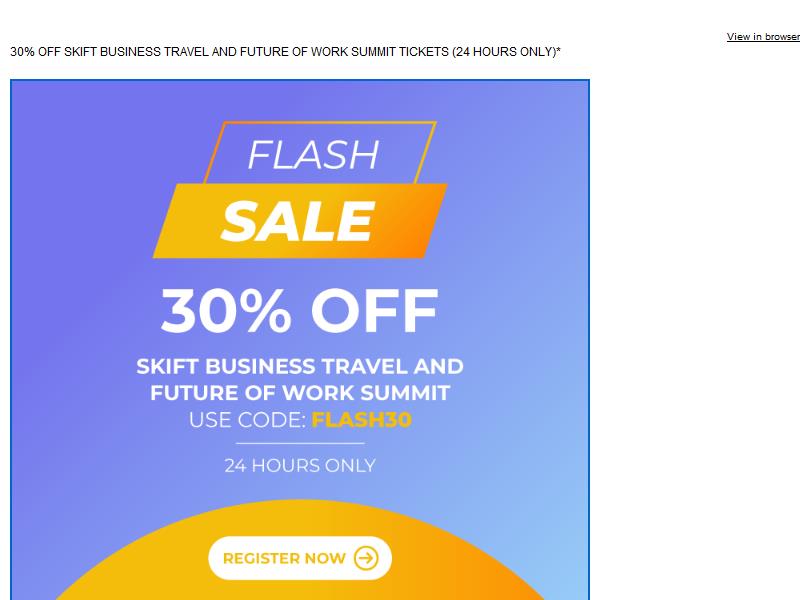 View in browser
30% OFF SKIFT BUSINESS TRAVEL AND FUTURE OF WORK SUMMIT TICKETS (24 HOURS ONLY)*
FLASH
SALE
30% OFF
SKIFT BUSINESS TRAVEL AND
FUTURE OF WORK SUMMIT
USE CODE: FLASH30
24 HOURS ONLY
REGISTER NOW